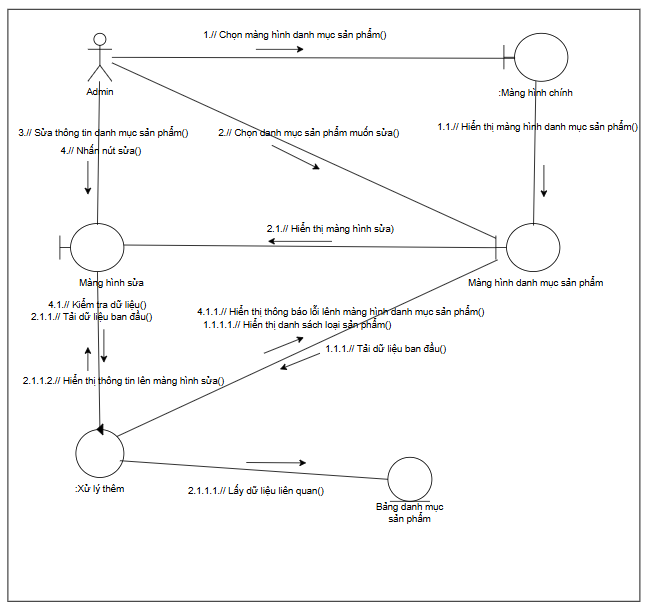 1.// Chọn màng hình danh mục sản phẩm()
Admin
:Màng hình chính
1.1.// Hiển thị màng hình danh mục sản phẩm()
3.// Sửa thông tin danh mục sản phẩm()
2.// Chọn danh mục sản phẩm muốn sửa()
4.// Nhấn nút sửa()
2.1.// Hiển thị màng hình sửa)
Màng hình sửa
Màng hình danh mục sản phẩm
4.1.// Kiểm tra dữ liệu()
2.1.1.// Tải dữ liệu ban đầu()
4.1.1.// Hiển thị thông báo lỗi lênh màng hình danh mục sản phẩm()
1.1.1.1.// Hiển thị danh sách loại sản phẩm()
1.1.1.// Tải dữ liệu ban đầu()
2.1.1.2.// Hiển thị thông tin lên màng hình sửa()
:Xử lý thêm
2.1.1.1.// Lấy dữ liệu liên quan()
Bảng danh mục
sản phẩm